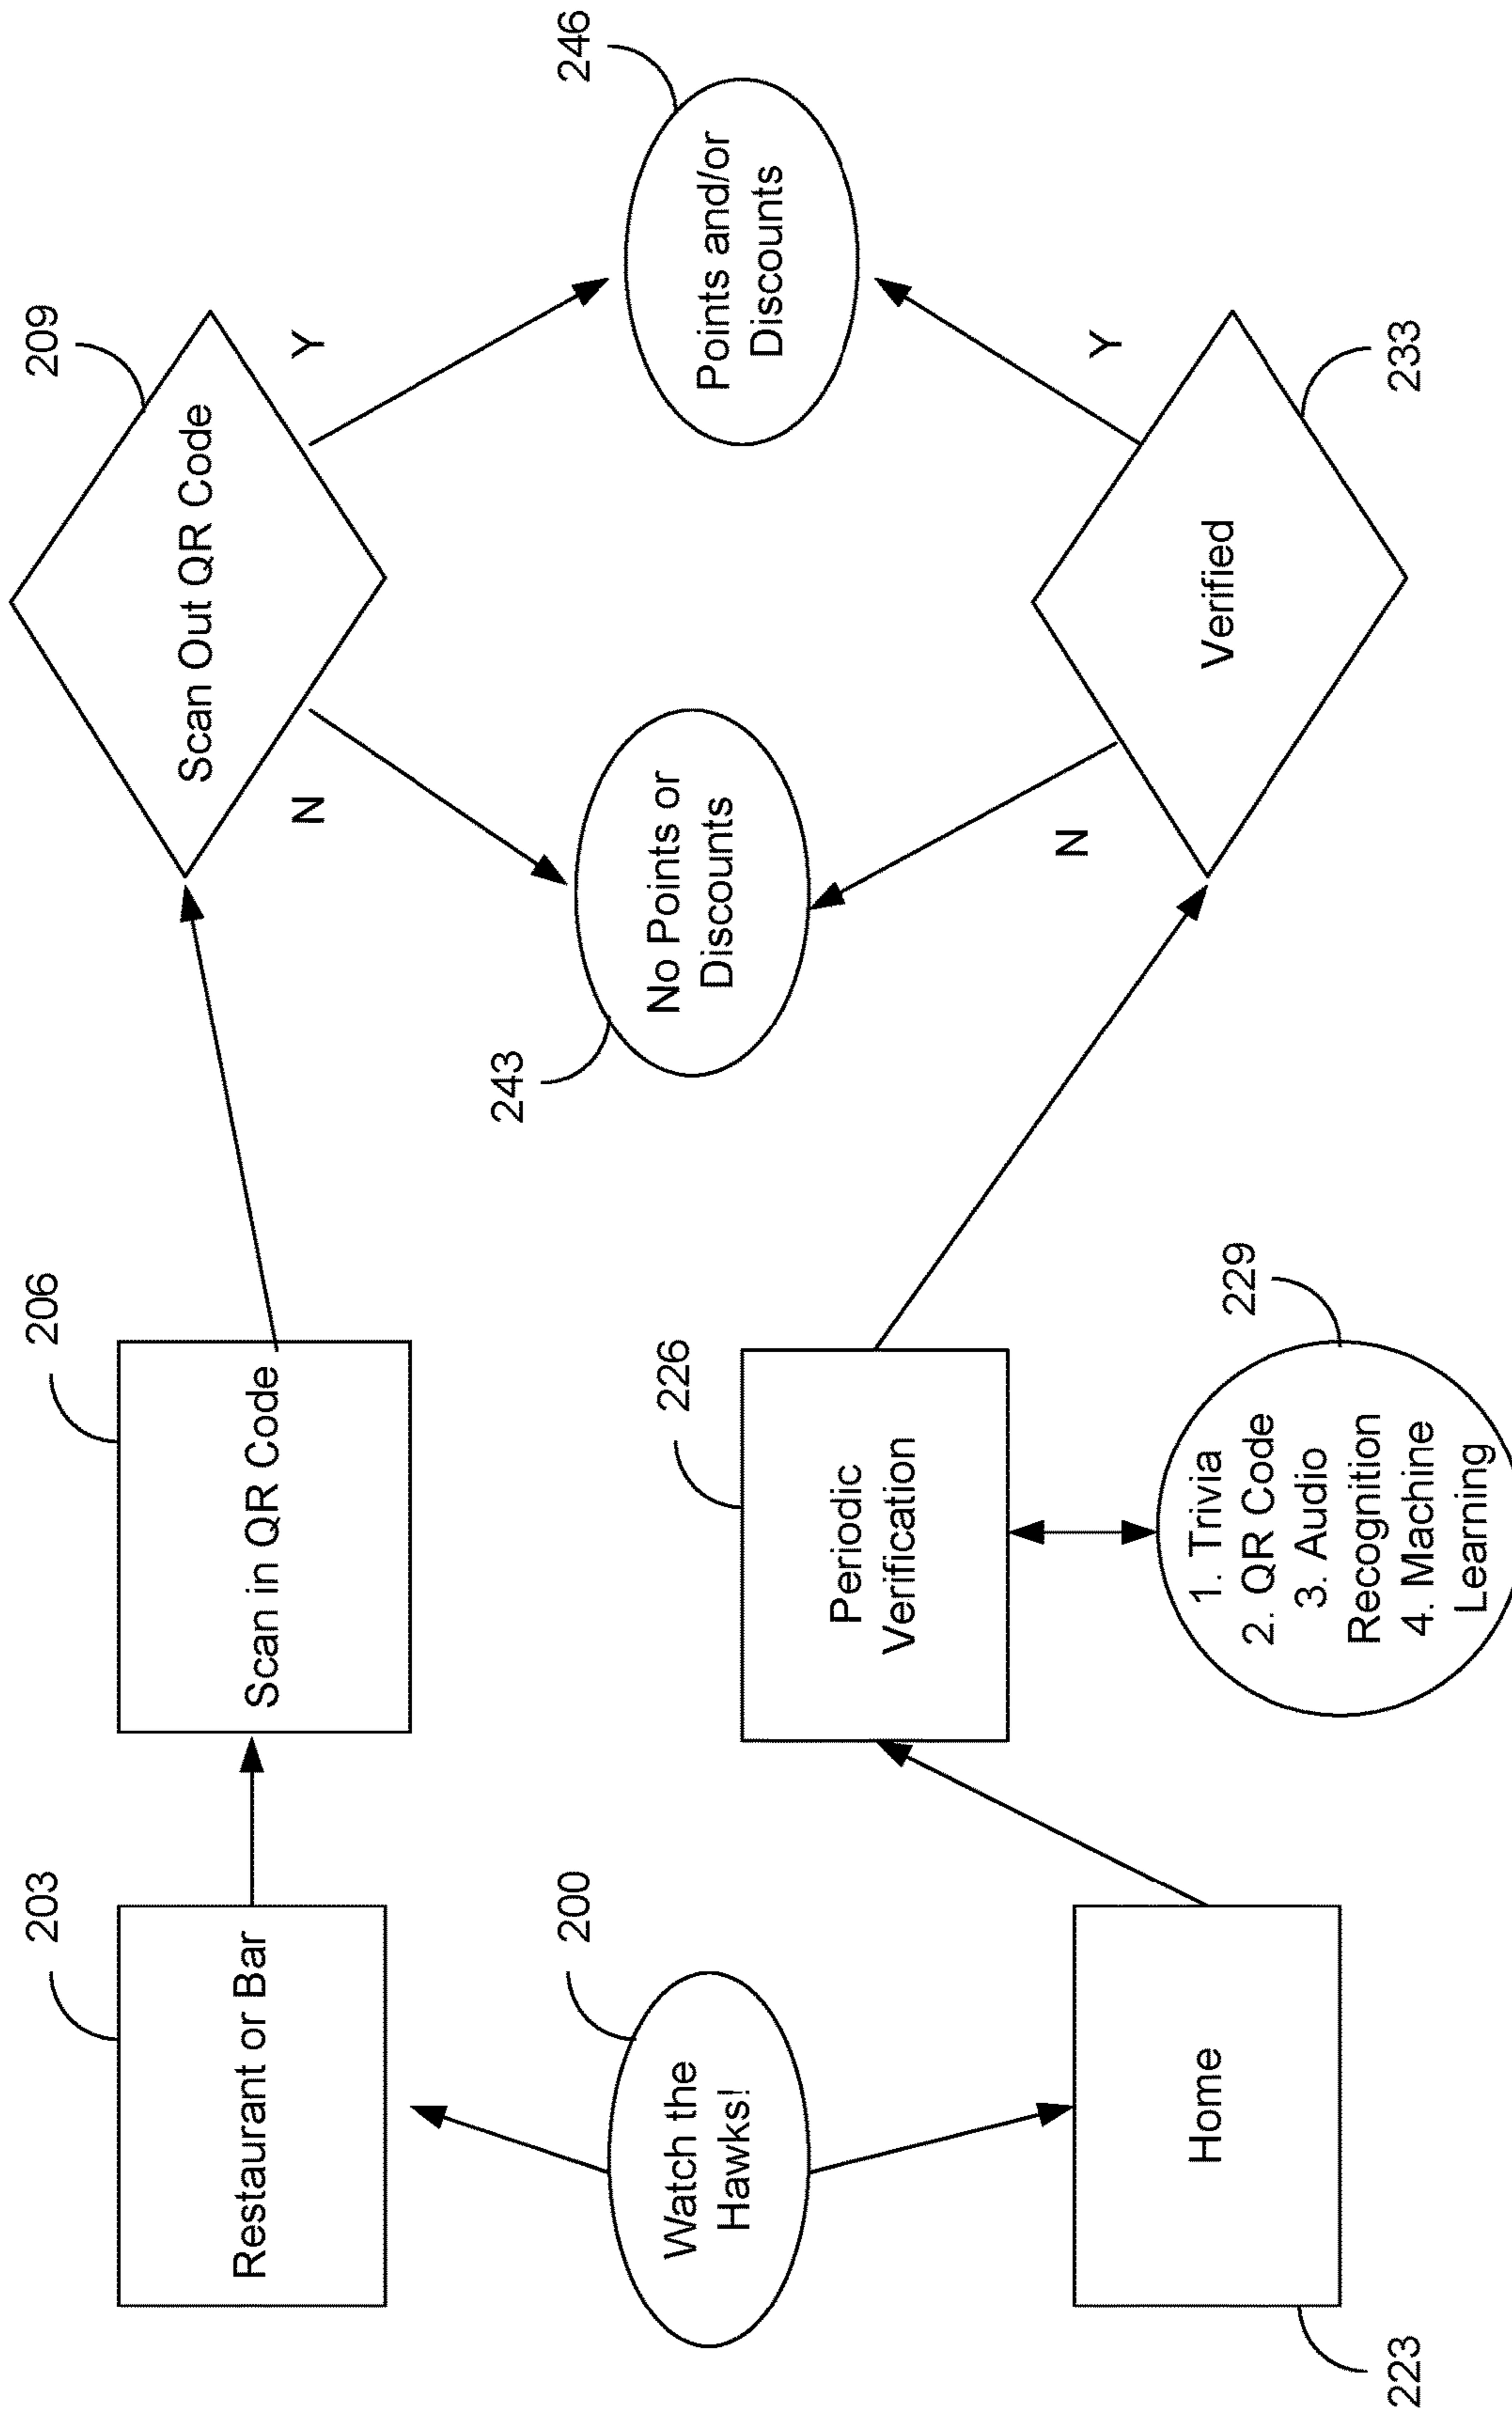 203
Restaurant or Bar
206
Scan in QR Code
209
Scan Out QR Code
N
Y
200
Watch the
Hawks!
243
No Points or
Discounts
246
Points and/or
Discounts
223
Home
226
Periodic
Verification
229
1. Trivia
2. QR Code
3. Audio
Recognition
4. Machine
Learning
N
Y
Verified
233